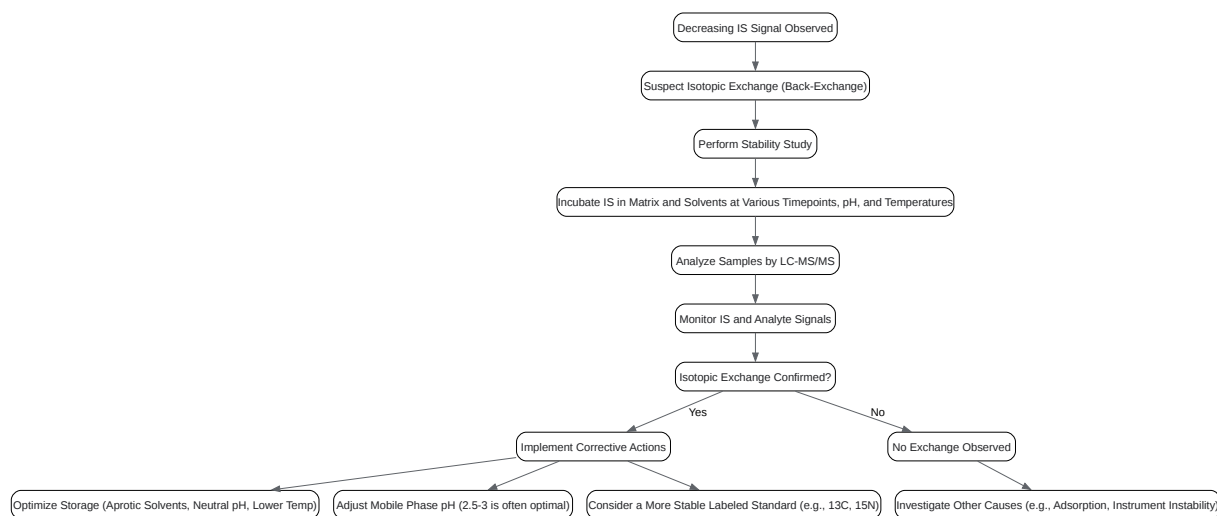 Decreasing IS Signal Observed
Suspect Isotopic Exchange (Back-Exchange)
Perform Stability Study
Incubate IS in Matrix and Solvents at Various Timepoints, pH, and Temperatures
Analyze Samples by LC-MS/MS
Monitor IS and Analyte Signals
Isotopic Exchange Confirmed?
Yes
No
Implement Corrective Actions
No Exchange Observed
Optimize Storage (Aprotic Solvents, Neutral pH, Lower Temp)
Adjust Mobile Phase pH (2.5-3 is often optimal)
Consider a More Stable Labeled Standard (e.g., 13C, 15N)
Investigate Other Causes (e.g., Adsorption, Instrument Instability)